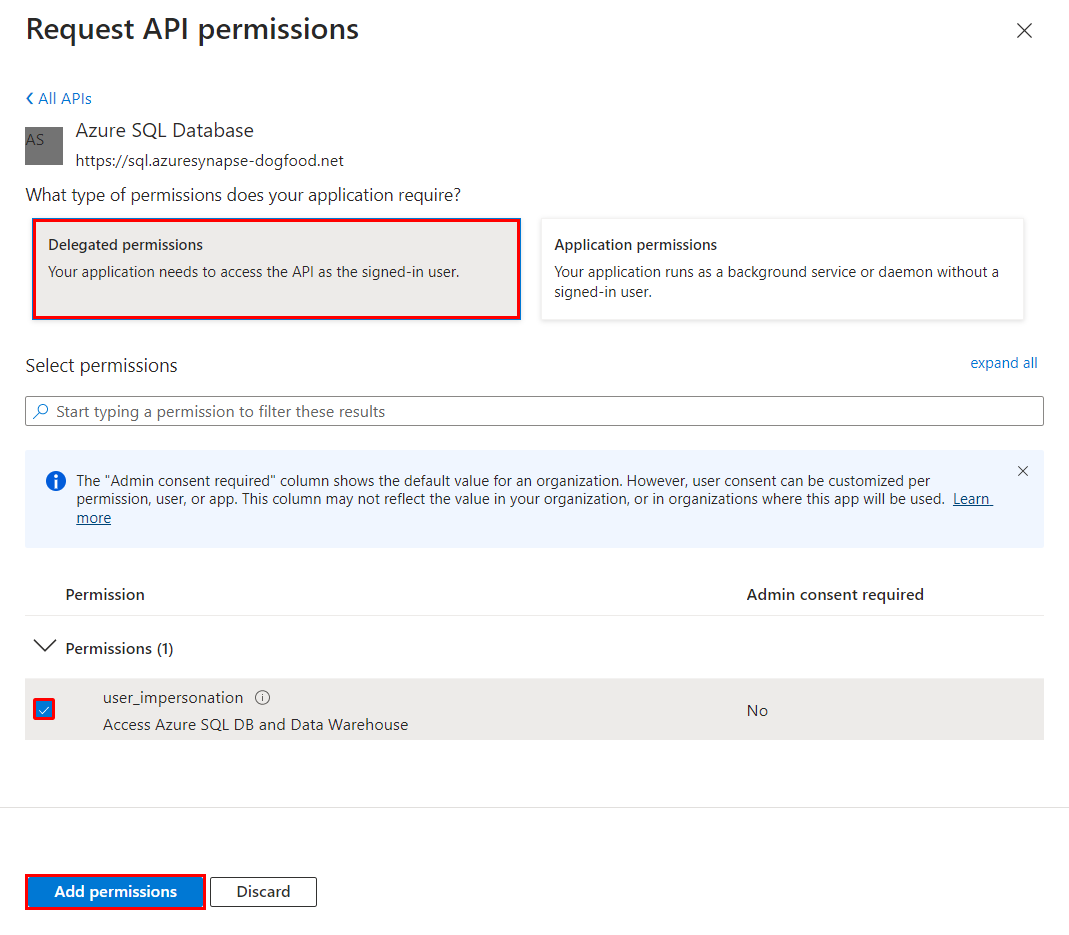 Request API permissions
All APIs
AS
Azure SQL Database
https://sql.azuresynapse-dogfood.net
What type of permissions does your application require?
Delegated permissions
Your application needs to access the API as the signed-in user.
Application permissions
Your application runs as a background service or daemon without a
signed-in user.
Select permissions
expand all
Start typing a permission to filter these results
The "Admin consent required" column shows the default value for an organization. However, user consent can be customized per
permission, user, or app. This column may not reflect the value in your organization, or in organizations where this app will be used. Learn
more
Permission
Admin consent required
Permissions (1)
user_impersonation
Access Azure SQL DB and Data Warehouse
No
Add permissions
Discard